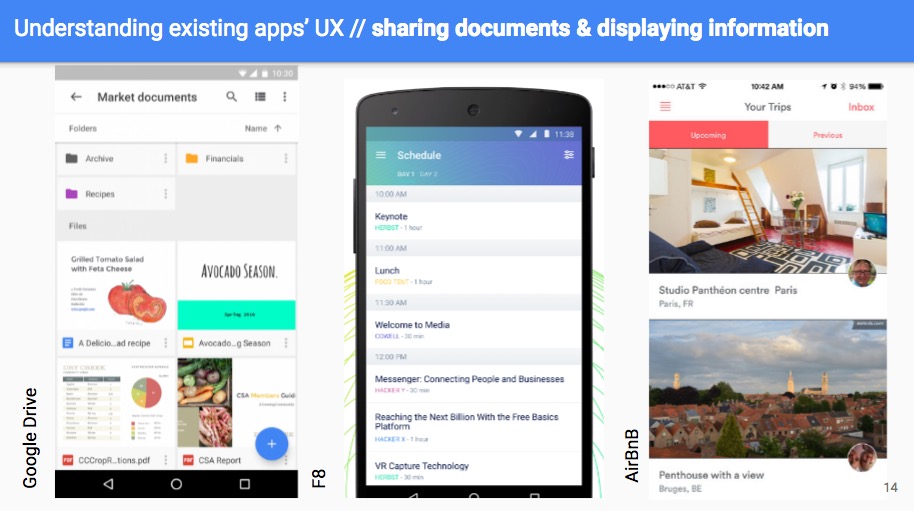 Understanding existing apps' UX // sharing documents & displaying information
Google Drive
10:30
Market documents
Folders
Name
Archive
Financials
Recipes
Files
Grilled Tomato Salad
with Feta Cheese
AVOCADO SEASON.
Spring 2016
A Delicio...ad recipe
Avocado...g Season
CSA Members Guid
CCCropR...tions.pdf
CSA Report
F8
11:38
Schedule
DAY 1 DAY 2
10:00 AM
Keynote
HERBST - 1 hour
11:00 AM
Lunch
FOOD TENT - 1 hour
11:30 AM
Welcome to Media
COWELL - 30 min
12:00 PM
Messenger: Connecting People and Businesses
HACKER Y - 30 min
Reaching the Next Billion With the Free Basics
Platform
HACKER X - 1 hour
VR Capture Technology
HERBST - 30 min
AirBnB
AT&T
10:42 AM
94%
Your Trips
Inbox
Upcoming
Previous
Studio Panthéon centre Paris
Paris, FR
Penthouse with a view
Bruges, BE
14